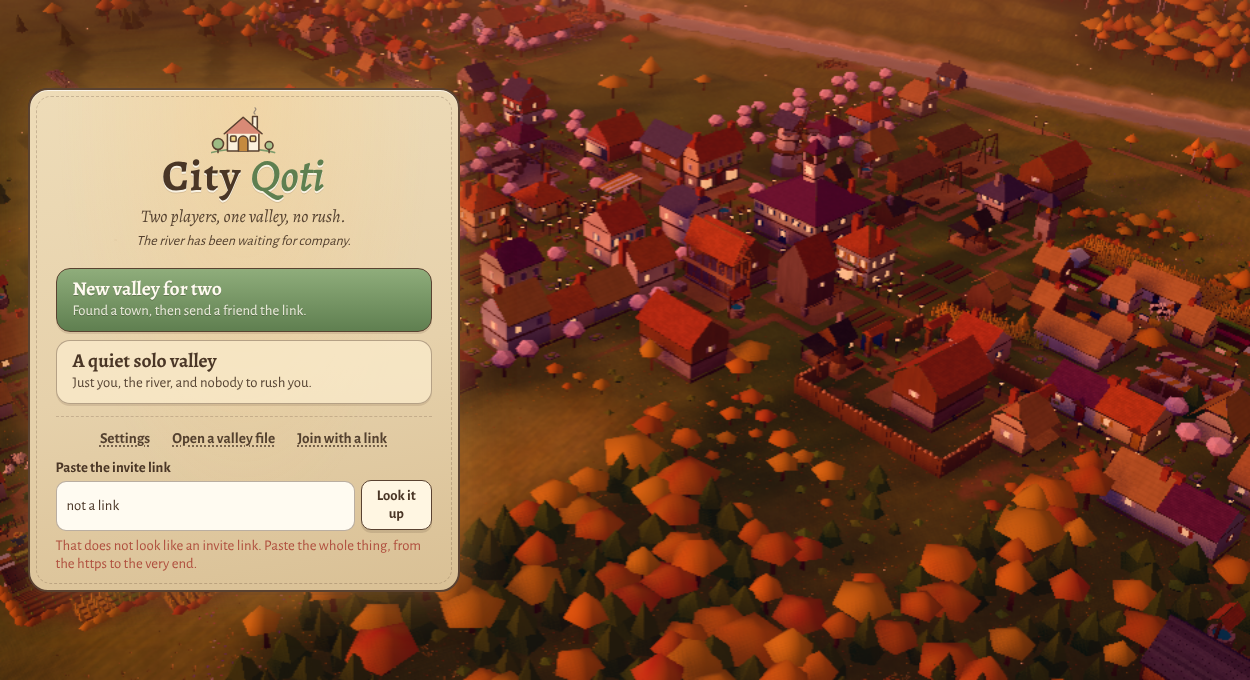 City Qoti
Two players, one valley, no rush.
The river has been waiting for company.
New valley for two
Found a town, then send a friend the link.
A quiet solo valley
Just you, the river, and nobody to rush you.
Settings Open a valley file Join with a link
Paste the invite link
not a link
Look it
up
That does not look like an invite link. Paste the whole thing, from
the https to the very end.